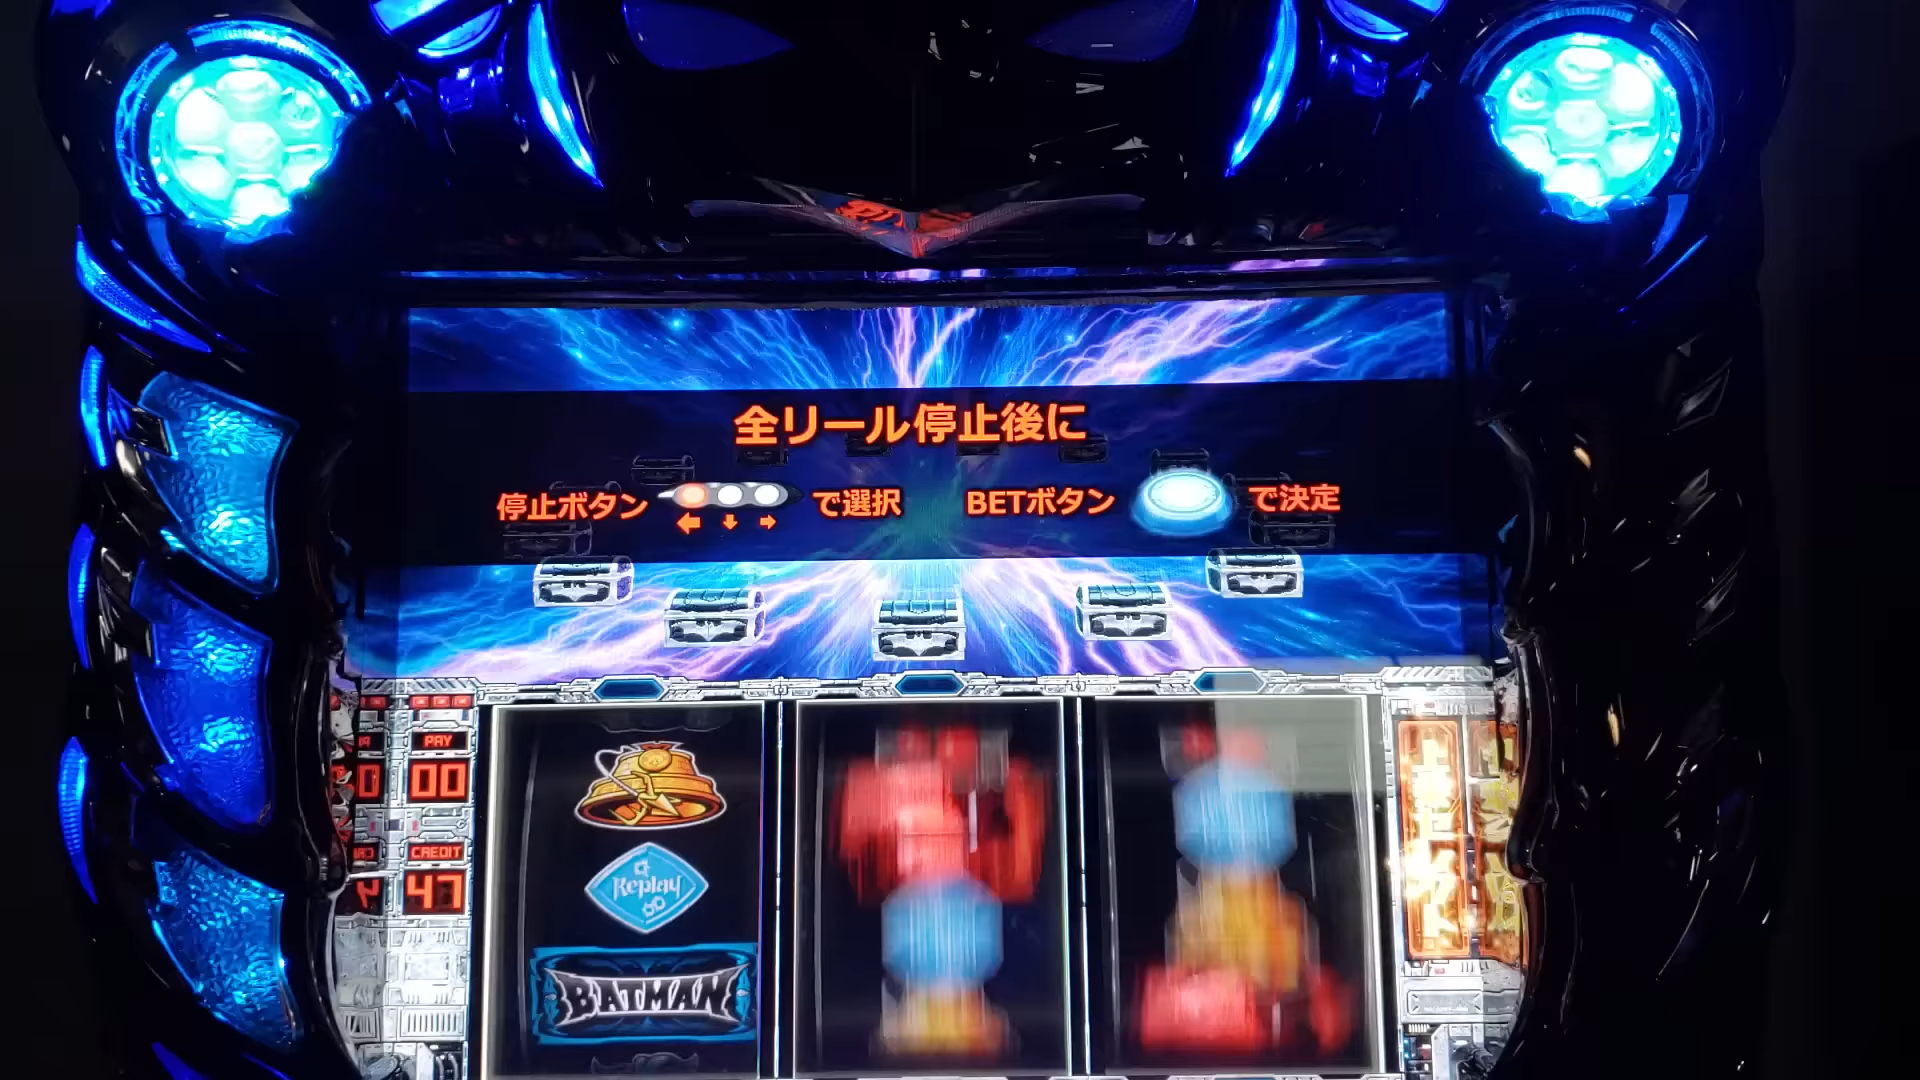 全リール停止後に
停止ボタン で選択 BETボタン で決定
PAY
00
CREDIT
47
Replay
BATMAN